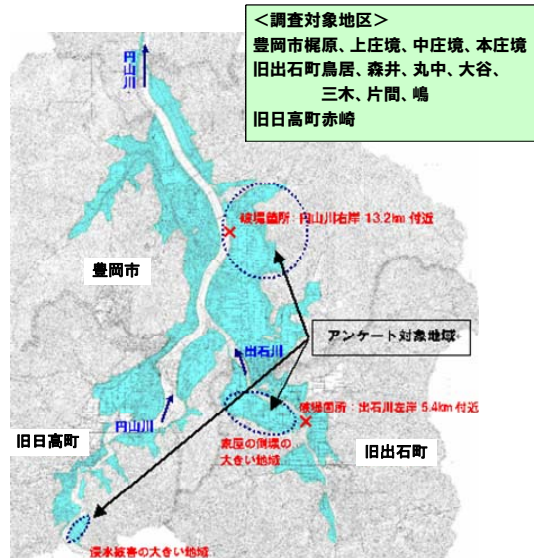 <調査対象地区>
豊岡市梶原、上庄境、中庄境、本庄境
旧出石町鳥居、森井、丸中、大谷、
三木、片間、嶋
旧日高町赤崎
円山川
破堤箇所：円山川右岸 13.2km 付近
豊岡市
アンケート対象地域
出石川
破堤箇所：出石川左岸 5.4km 付近
円山川
家屋の倒壊の
大きい地域
旧日高町
旧出石町
浸水被害の大きい地域